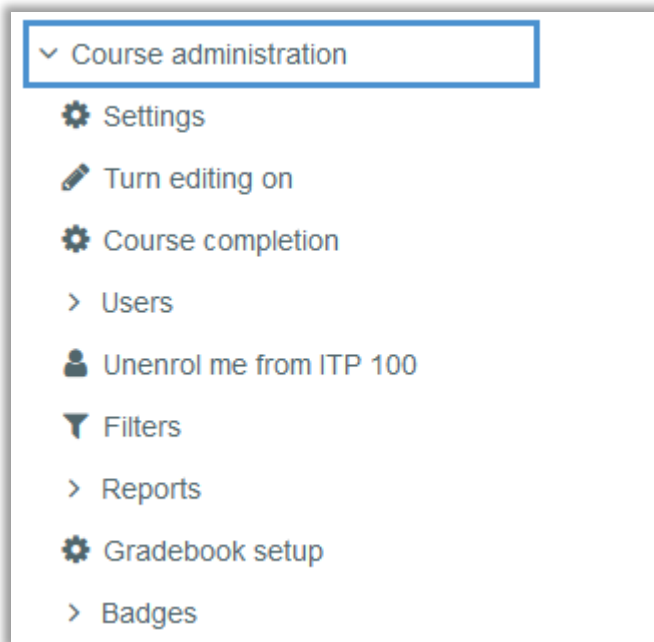 Course administration
Settings
Turn editing on
Course completion
Users
Unenrol me from ITP 100
Filters
Reports
Gradebook setup
Badges